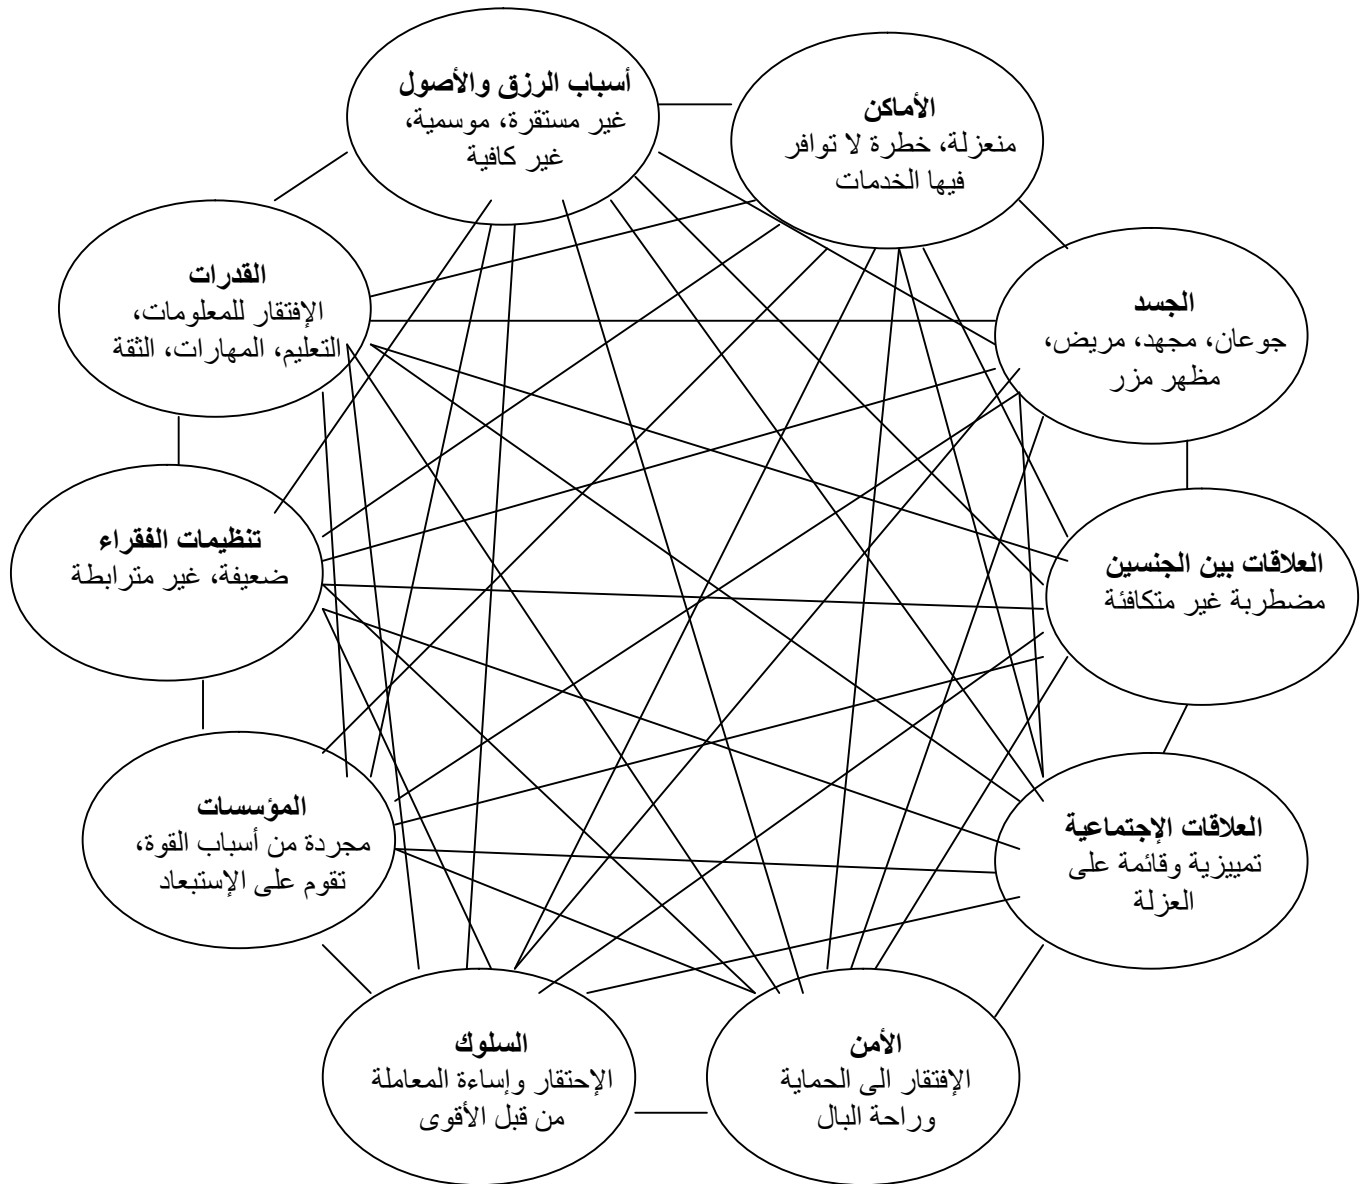 أسباب الرزق والأصول
غير مستقرة، موسمية،
غير كافية
الأماكن
منعزلة، خطرة لا توافر
فيها الخدمات
القدرات
الإفتقار للمعلومات،
التعليم، المهارات، الثقة
الجسد
جوعان، مجهد، مريض،
مظهر مزر
تنظيمات الفقراء
ضعيفة، غير مترابطة
العلاقات بين الجنسين
مضطربة غير متكافئة
المؤسسات
مجردة من أسباب القوة،
تقوم على الإستبعاد
العلاقات الإجتماعية
تمييزية وقائمة على
العزلة
السلوك
الإحتقار وإساءة المعاملة
من قبل الأقوى
الأمن
الإفتقار الى الحماية
وراحة البال